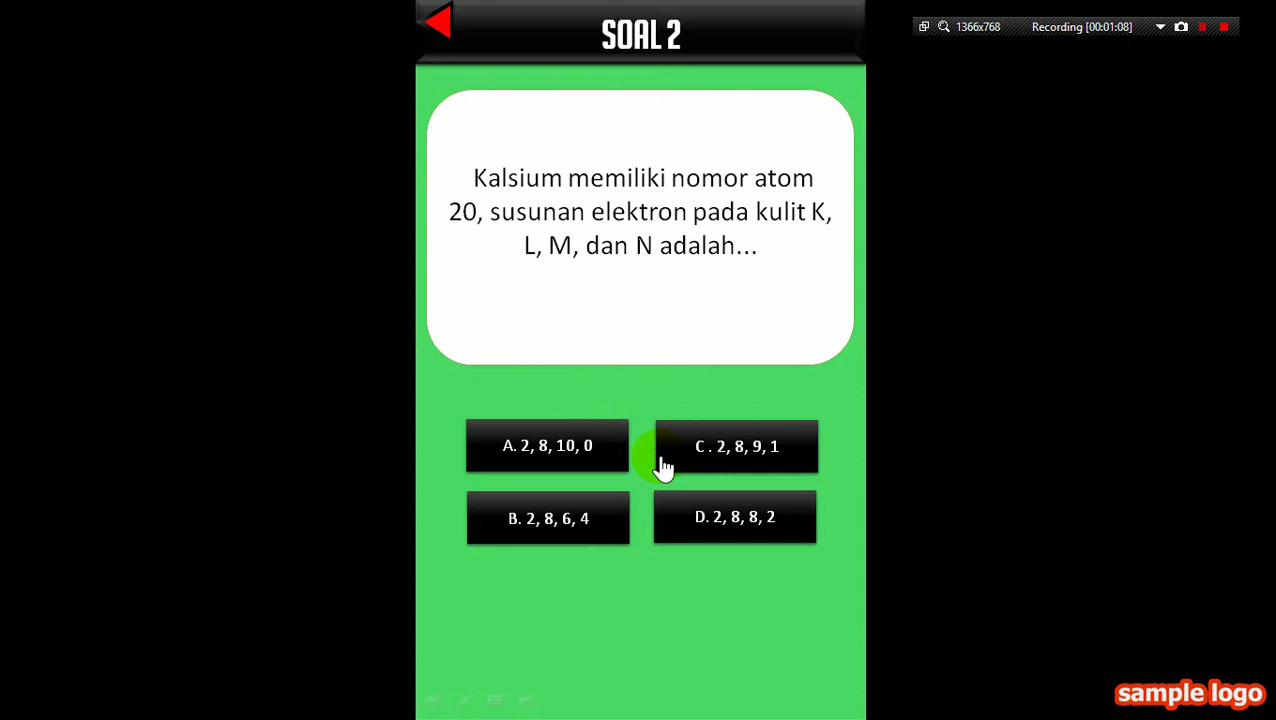 SOAL 2
1366x768
Recording [00:01:08]
Kalsium memiliki nomor atom
20, susunan elektron pada kulit K,
L, M, dan N adalah...
A. 2, 8, 10, 0
C . 2, 8, 9, 1
B. 2, 8, 6, 4
D. 2, 8, 8, 2
sample logo